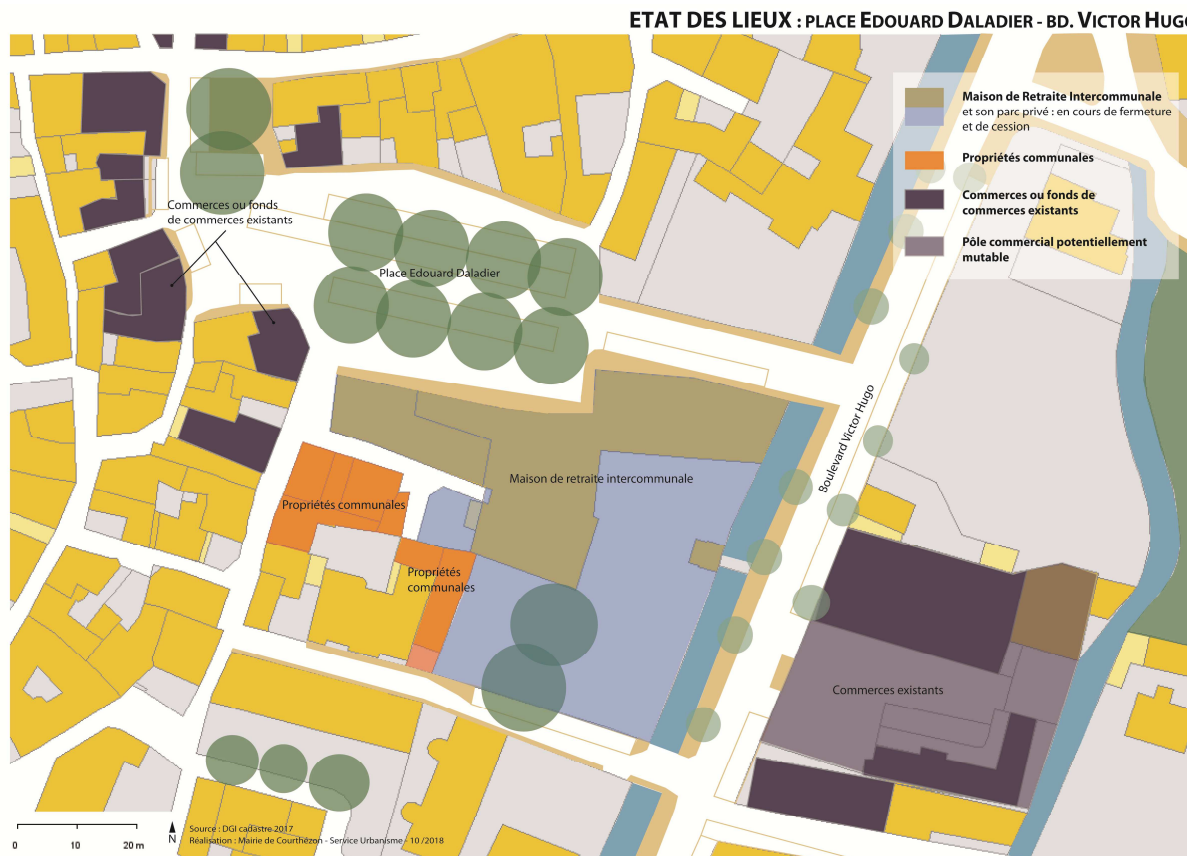 ETAT DES LIEUX : PLACE EDOUARD DALADIER - BD. VICTOR HUGO
Maison de Retraite Intercommunale
et son parc privé : en cours de fermeture
et de cession
Propriétés communales
Commerces ou fonds de
commerces existants
Pôle commercial potentiellement
mutable
Commerces ou fonds
de commerces existants
Place Edouard Daladier
Boulevard Victor Hugo
Maison de retraite intercommunale
Propriétés communales
Propriétés
communales
Commerces existants
0 10 20 m
N
Source : DGI cadastre 2017
Réalisation : Mairie de Courthézon - Service Urbanisme - 10 /2018